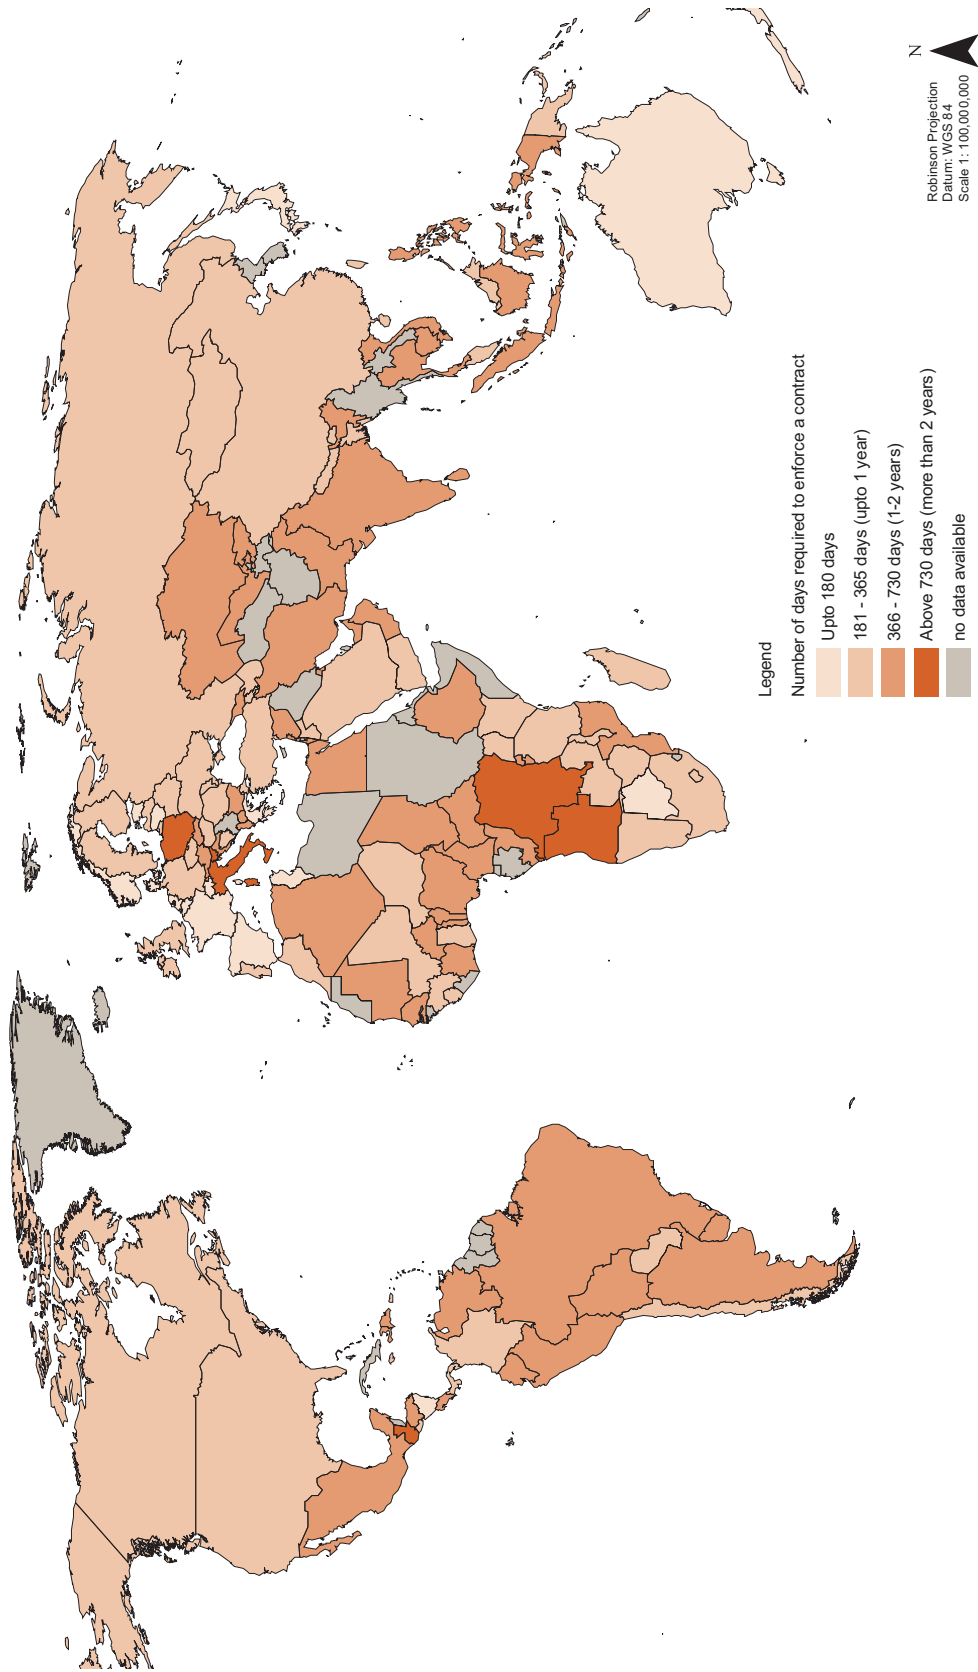 N
Robinson Projection
Datum: WGS 84
Scale 1: 100,000,000
Legend
Number of days required to enforce a contract
Upto 180 days
181 - 365 days (upto 1 year)
366 - 730 days (1-2 years)
Above 730 days (more than 2 years)
no data available